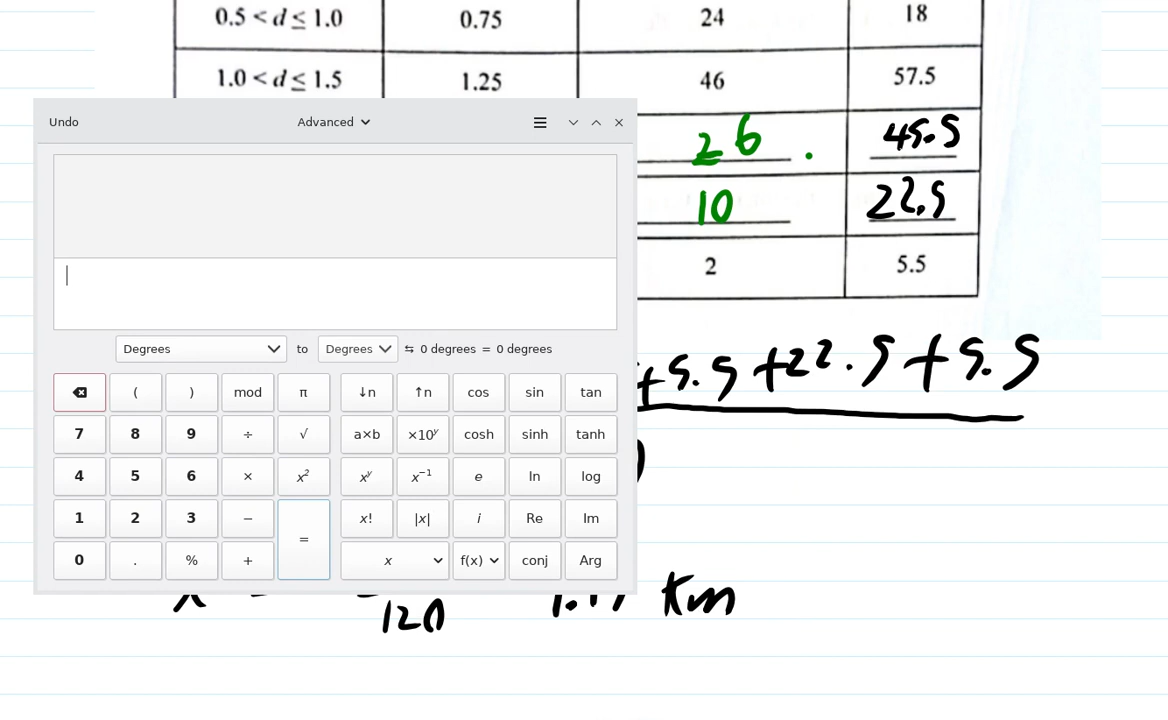 0.5 < d ≤ 1.0 0.75 24 18
1.0 < d ≤ 1.5 1.25 46 57.5
26 . 45.5
10 22.5
2 5.5
Undo Advanced
Degrees to Degrees ⇆ 0 degrees = 0 degrees
( ) mod π ↓n ↑n cos sin tan
7 8 9 ÷ √ a×b ×10ʸ cosh sinh tanh
4 5 6 × x² xʸ x⁻¹ e ln log
1 2 3 − = x! |x| i Re Im
0 . % + x f(x) conj Arg
+5.5 +22.5 + 5.5
120 km